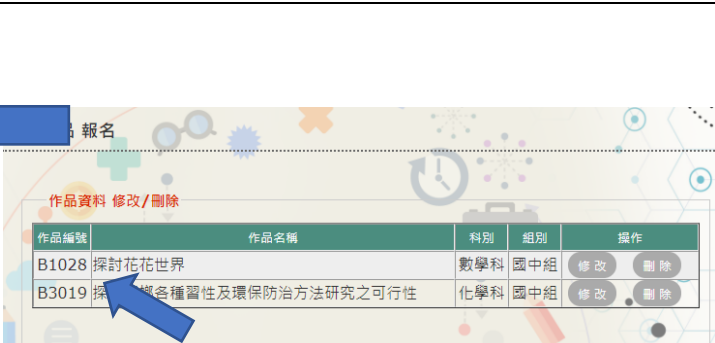 報名
作品資料 修改/刪除
作品編號 作品名稱 科別 組別 操作
B1028 探討花花世界 數學科 國中組 修改 刪除
B3019 探 各種習性及環保防治方法研究之可行性 化學科 國中組 修改 刪除